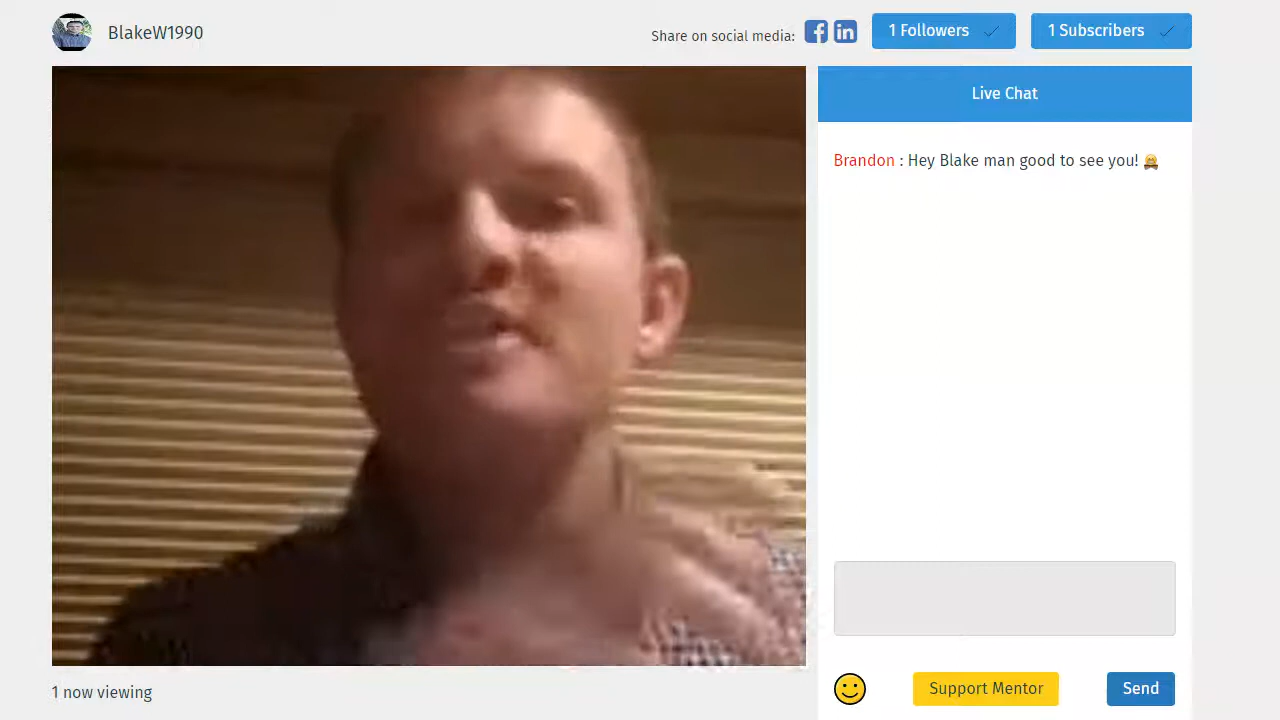 BlakeW1990
Share on social media:
1 Followers
1 Subscribers
Live Chat
Brandon : Hey Blake man good to see you!
1 now viewing
Support Mentor
Send